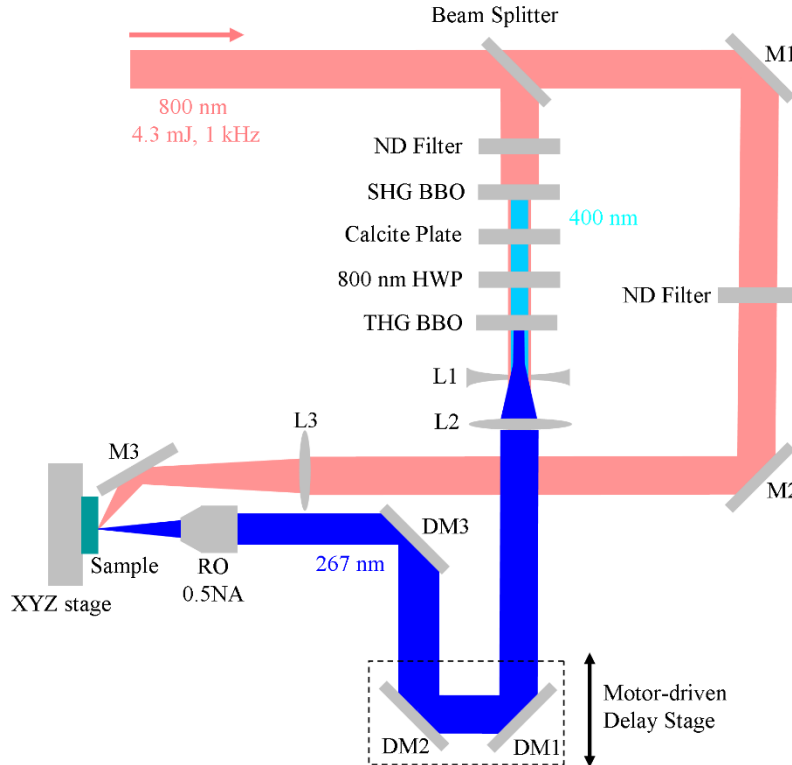 Beam Splitter
M1
800 nm
4.3 mJ, 1 kHz
ND Filter
SHG BBO
400 nm
Calcite Plate
800 nm HWP
ND Filter
THG BBO
L1
L3
L2
M3
M2
DM3
Sample
RO
267 nm
0.5NA
XYZ stage
Motor-driven
Delay Stage
DM2
DM1